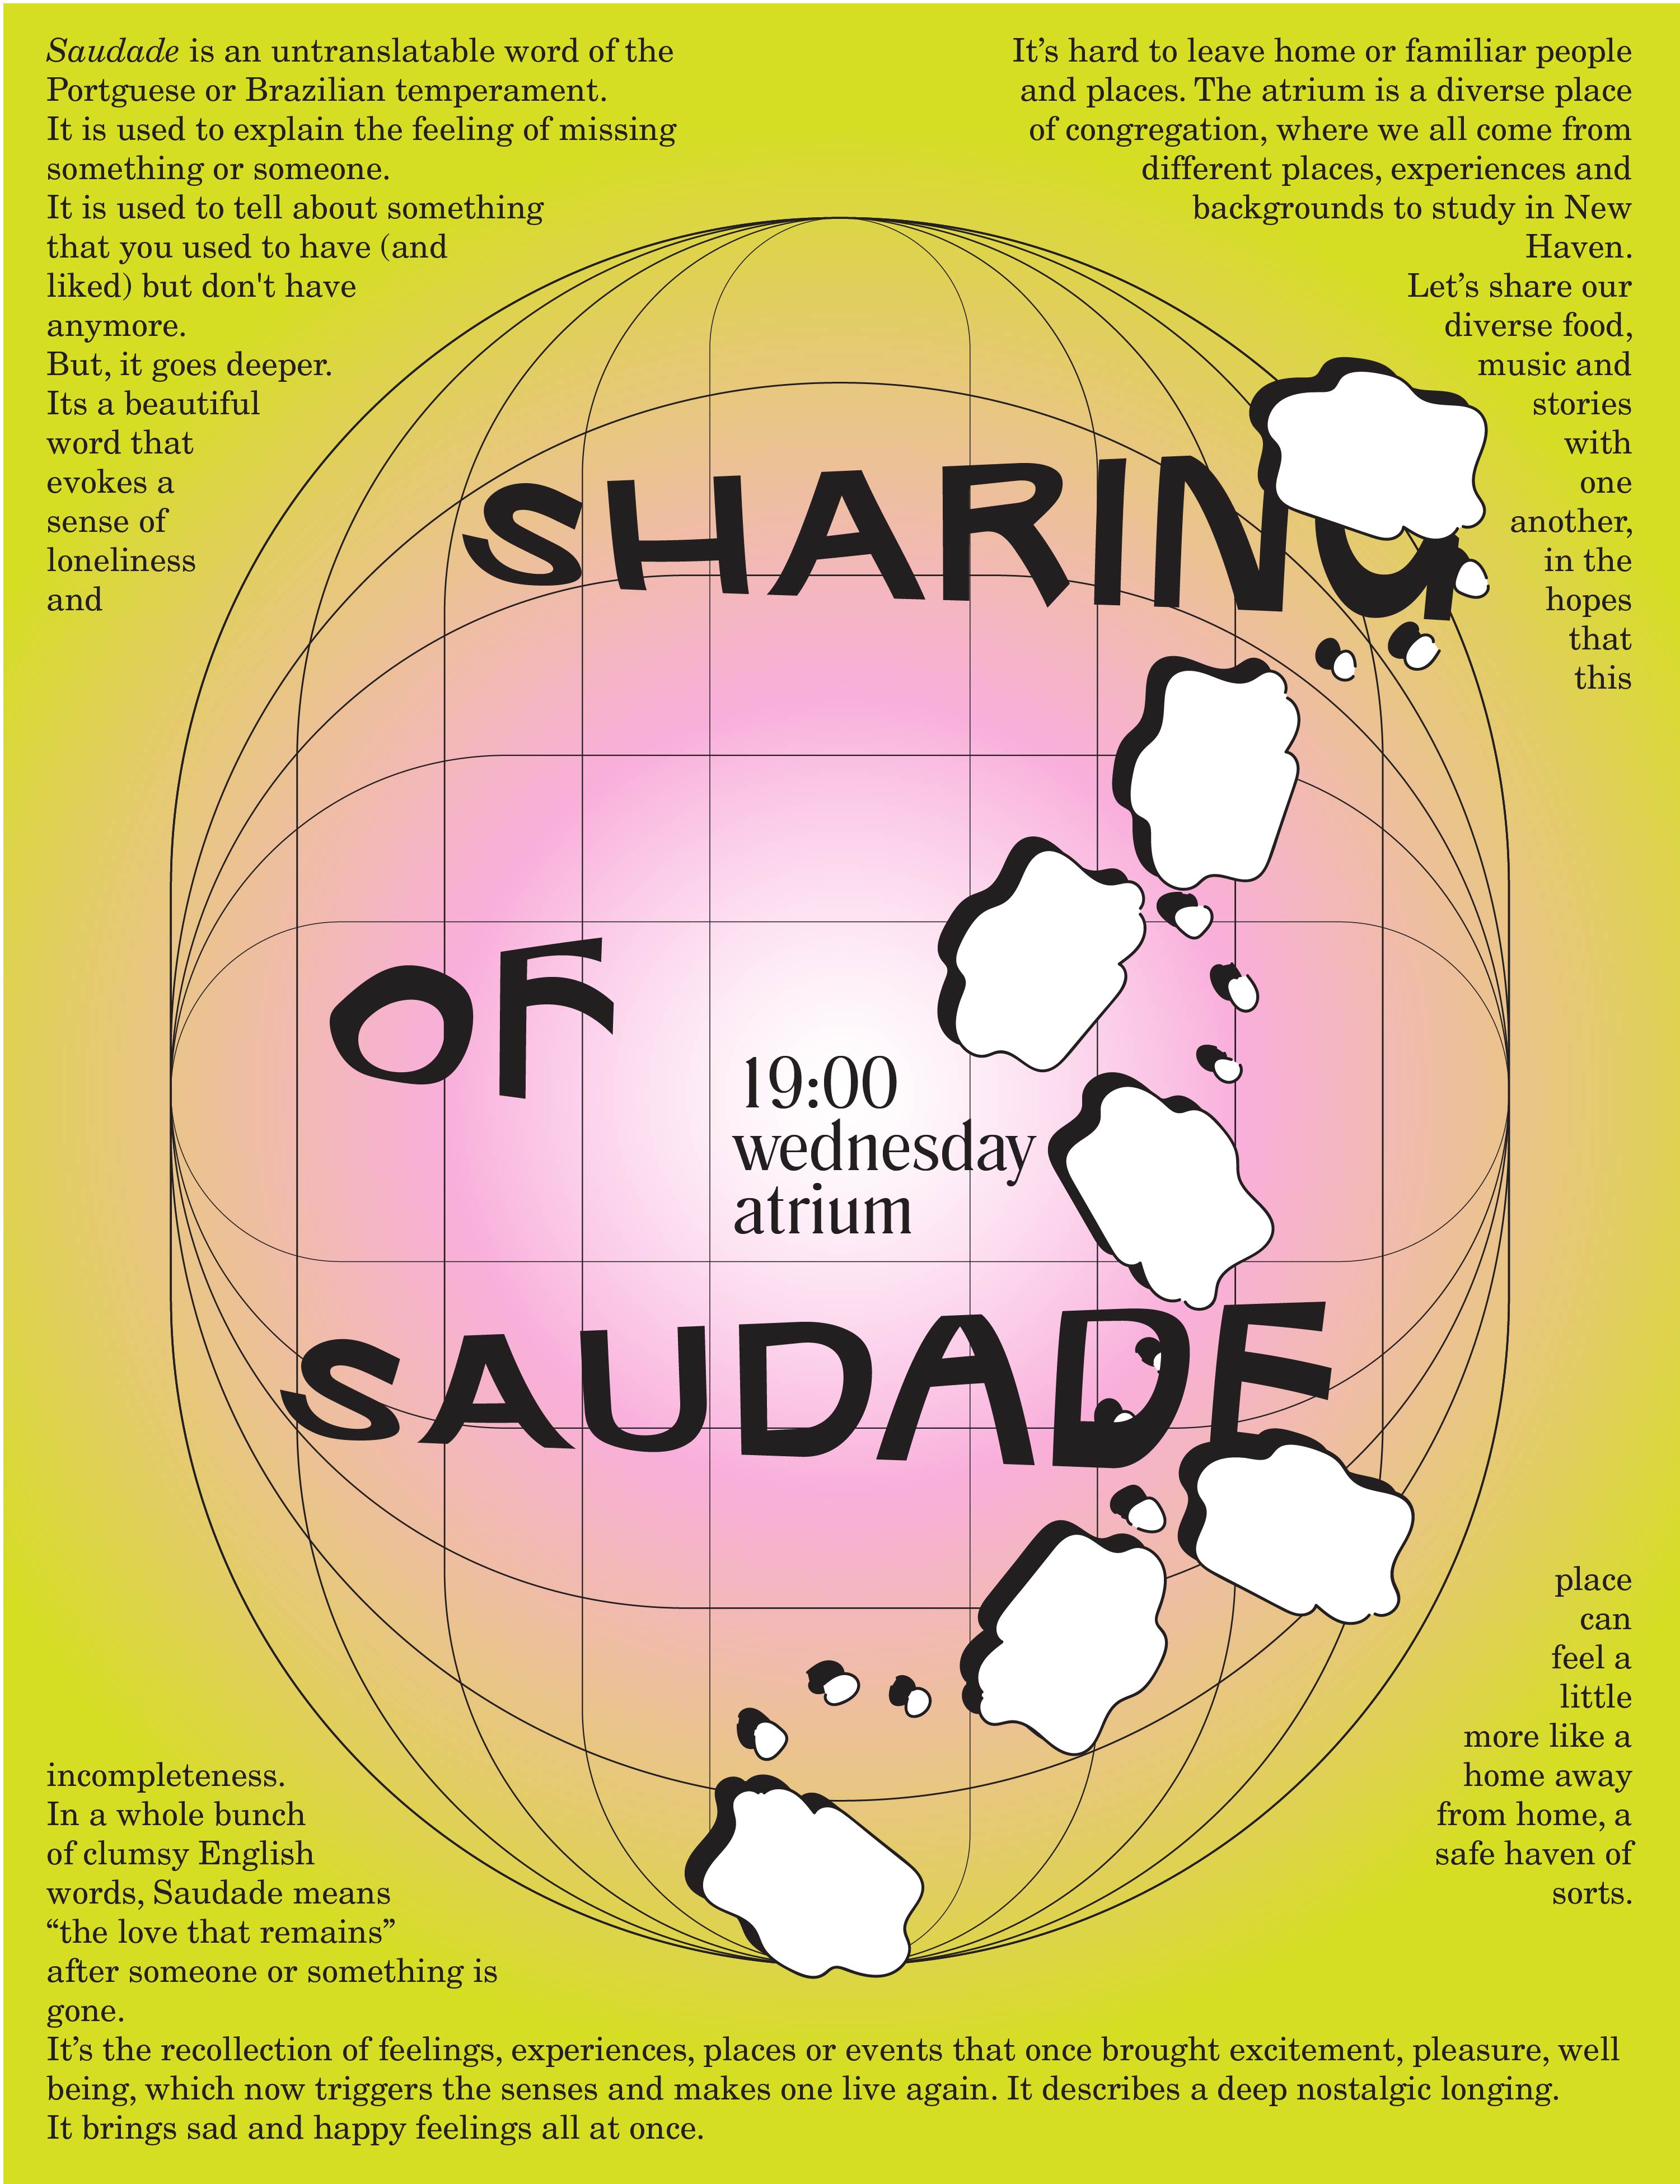 Saudade is an untranslatable word of the
Portguese or Brazilian temperament.
It is used to explain the feeling of missing
something or someone.
It is used to tell about something
that you used to have (and
liked) but don't have
anymore.
But, it goes deeper.
Its a beautiful
word that
evokes a
sense of
loneliness
and
incompleteness.
In a whole bunch
of clumsy English
words, Saudade means
“the love that remains”
after someone or something is
gone.
It’s the recollection of feelings, experiences, places or events that once brought excitement, pleasure, well
being, which now triggers the senses and makes one live again. It describes a deep nostalgic longing.
It brings sad and happy feelings all at once.
It’s hard to leave home or familiar people
and places. The atrium is a diverse place
of congregation, where we all come from
different places, experiences and
backgrounds to study in New
Haven.
Let’s share our
diverse food,
music and
stories
with
one
another,
in the
hopes
that
this
place
can
feel a
little
more like a
home away
from home, a
safe haven of
sorts.
SHARING
OF
SAUDADE
19:00
wednesday
atrium